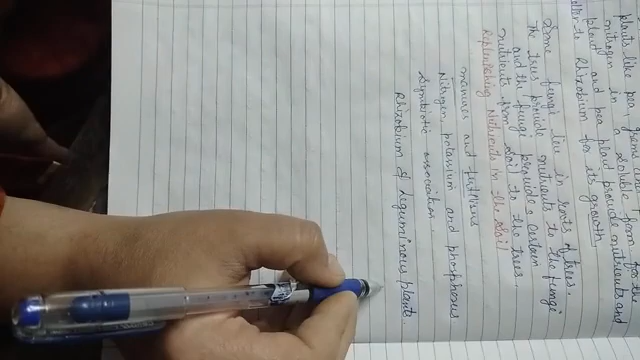 plants like pea,
nitrogen in a soluble form for the
plant and pea plant provide nutrients and
to Rhizobium for its growth
Some fungi live in roots of trees.
The trees provide nutrients to the fungi
and the fungi provide a certain
nutrients from soil to the trees.
Replenishing Nutrients in the Soil
manures and
Nitrogen, potassium and phosphorus
Symbiotic association.
Rhizobium & leguminous plants.